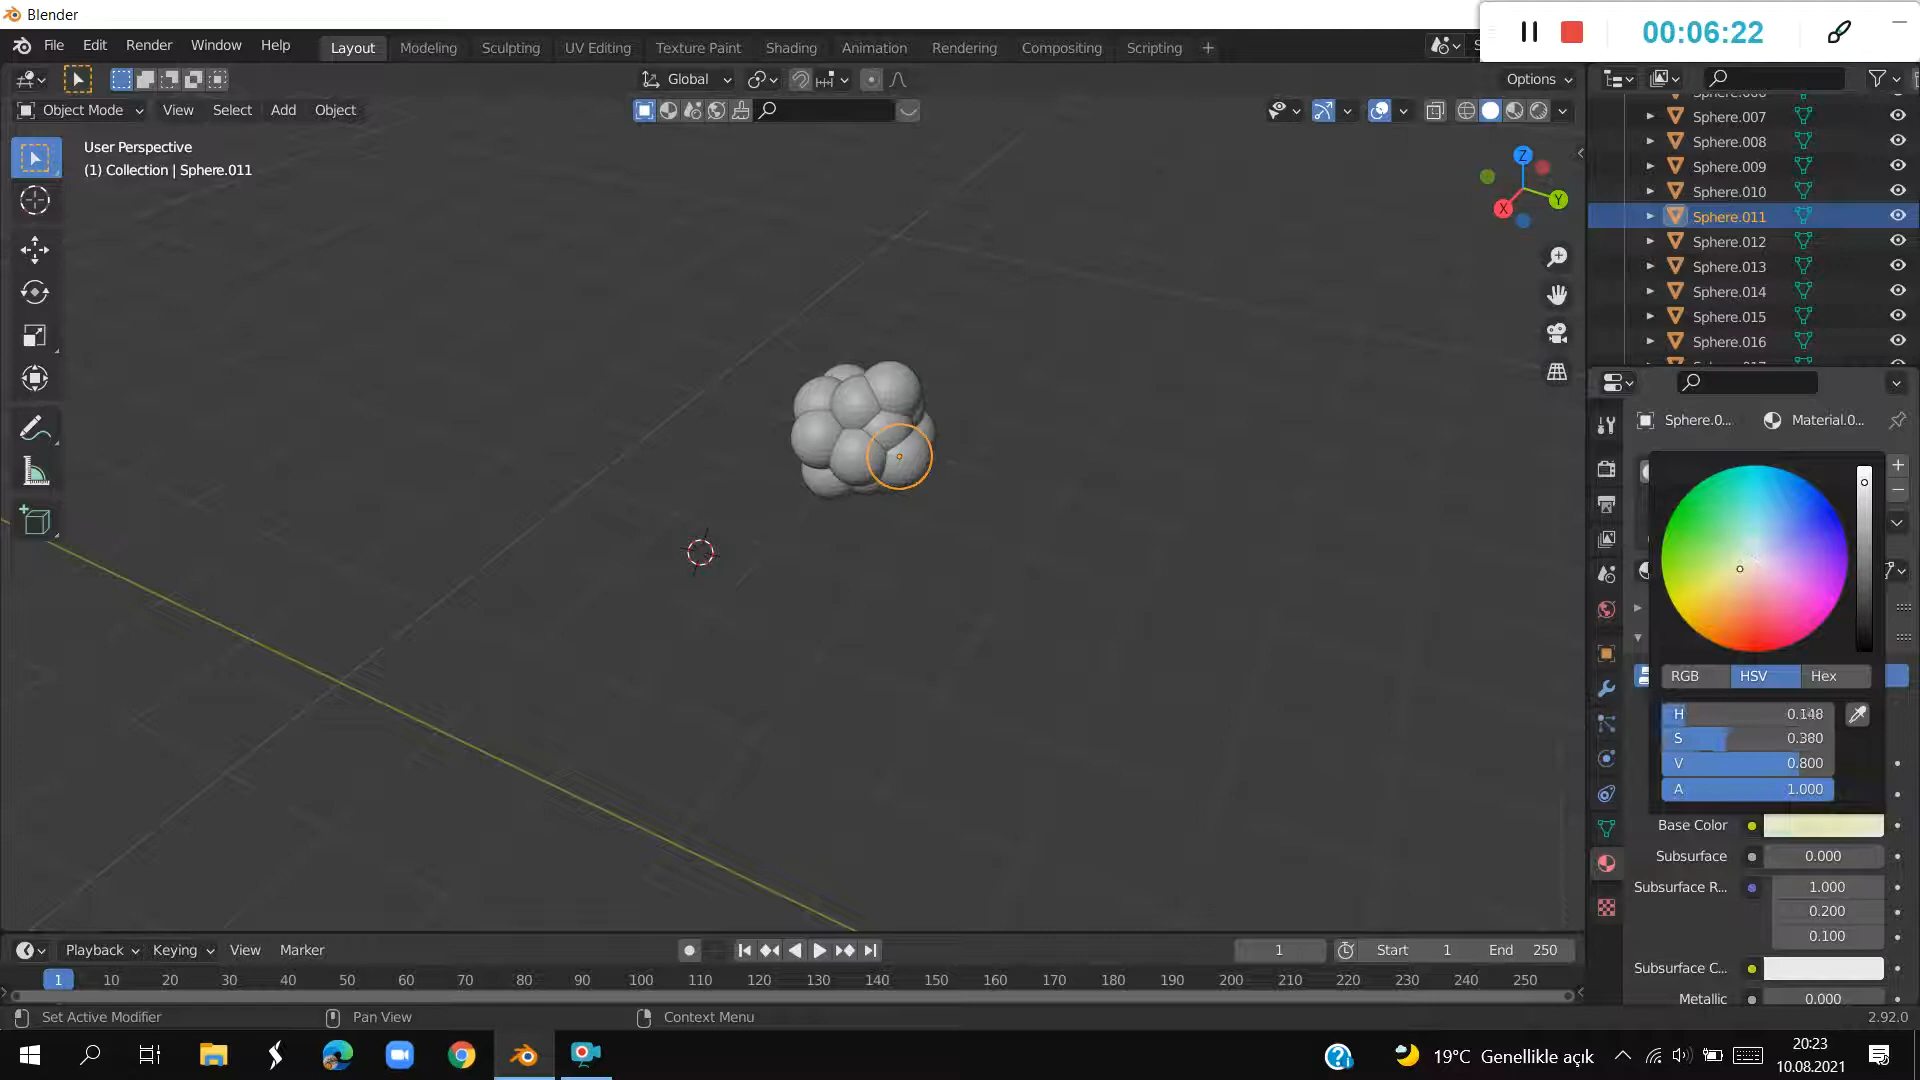 Blender
00:06:22
File Edit Render Window Help Layout Modeling Sculpting UV Editing Texture Paint Shading Animation Rendering Compositing Scripting +
Global
Options
Object Mode View Select Add Object
User Perspective
(1) Collection | Sphere.011
Z
Y
X
Sphere.007
Sphere.008
Sphere.009
Sphere.010
Sphere.011
Sphere.012
Sphere.013
Sphere.014
Sphere.015
Sphere.016
Sphere.0... Material.0...
RGB HSV Hex
H 0.148
S 0.380
V 0.800
A 1.000
Base Color
Subsurface 0.000
Subsurface R... 1.000
0.200
0.100
Subsurface C...
Metallic 0.000
Playback Keying View Marker
1 Start 1 End 250
1 10 20 30 40 50 60 70 80 90 100 110 120 130 140 150 160 170 180 190 200 210 220 230 240 250
Set Active Modifier Pan View Context Menu
2.92.0
19°C Genellikle açık
20:23
10.08.2021